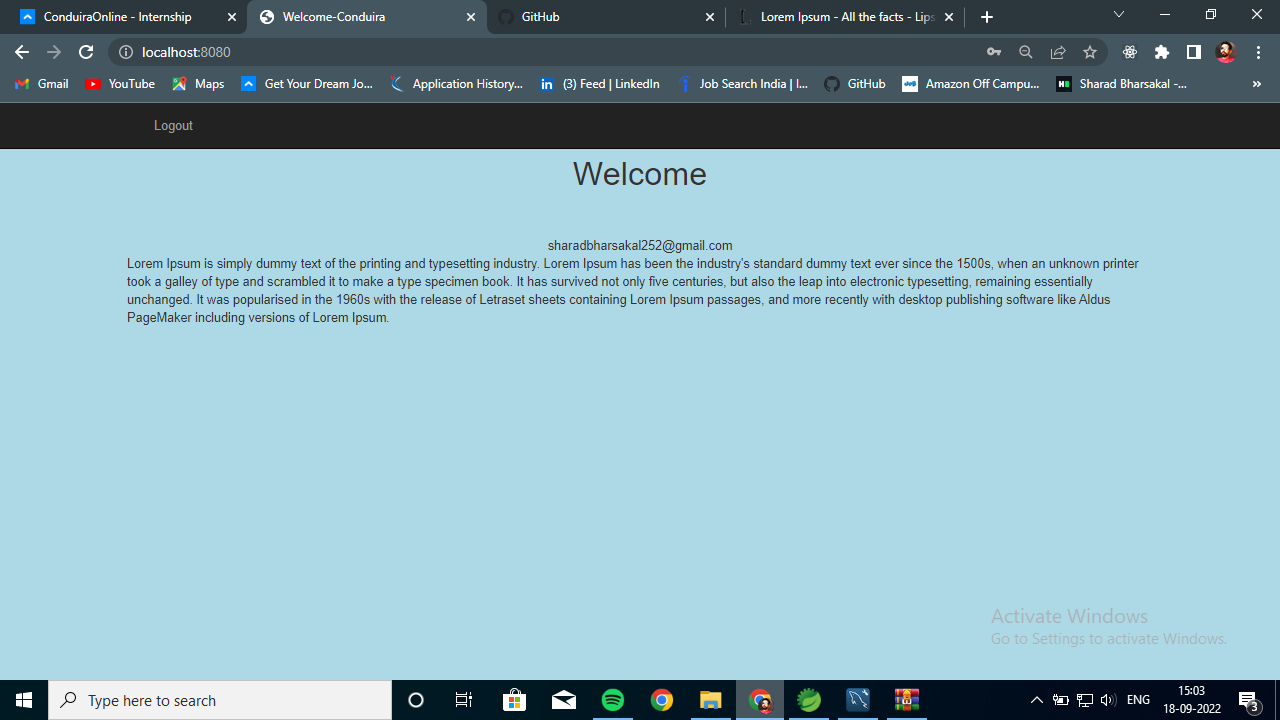 ConduiraOnline - Internship
Welcome-Conduira
GitHub
Lorem Ipsum - All the facts - Lips
localhost:8080
Gmail
YouTube
Maps
Get Your Dream Jo...
Application History...
(3) Feed | LinkedIn
Job Search India | I...
GitHub
Amazon Off Campu...
Sharad Bharsakal -...
»
Logout
Welcome
sharadbharsakal252@gmail.com
Lorem Ipsum is simply dummy text of the printing and typesetting industry. Lorem Ipsum has been the industry's standard dummy text ever since the 1500s, when an unknown printer
took a galley of type and scrambled it to make a type specimen book. It has survived not only five centuries, but also the leap into electronic typesetting, remaining essentially
unchanged. It was popularised in the 1960s with the release of Letraset sheets containing Lorem Ipsum passages, and more recently with desktop publishing software like Aldus
PageMaker including versions of Lorem Ipsum.
Activate Windows
Go to Settings to activate Windows.
Type here to search
ENG
15:03
18-09-2022
3